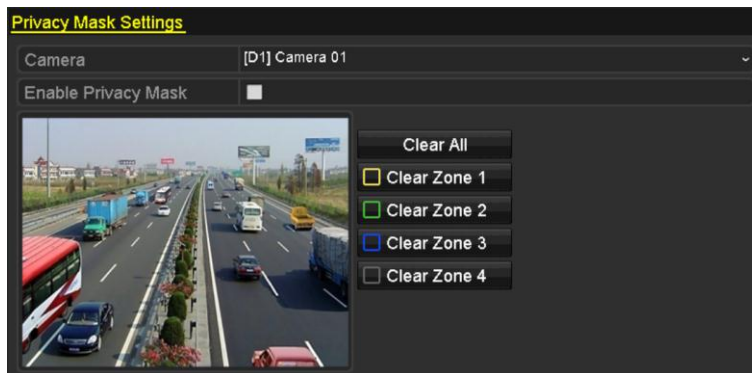 Privacy Mask Settings
Camera [D1] Camera 01
Enable Privacy Mask
Clear All
Clear Zone 1
Clear Zone 2
Clear Zone 3
Clear Zone 4